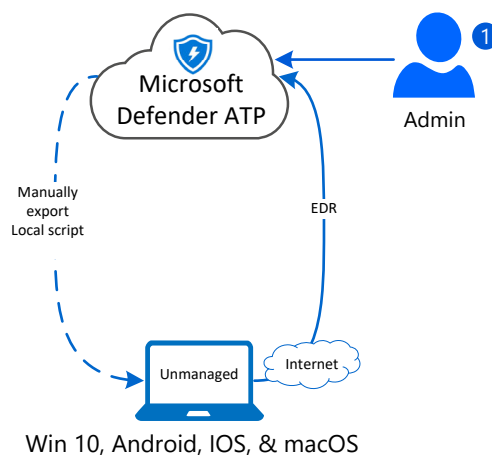 1
Microsoft
Defender ATP
Admin
Manually
export
Local script
EDR
Unmanaged
Internet
Win 10, Android, IOS, & macOS